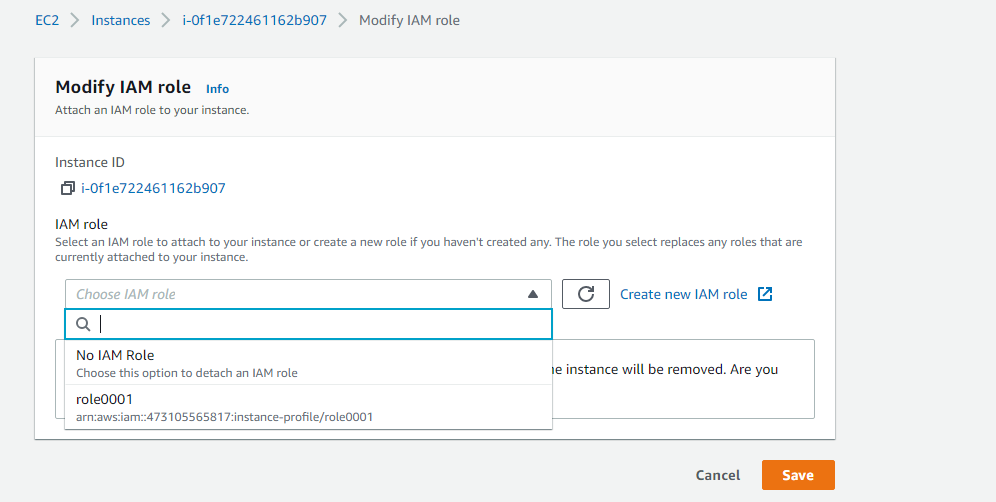 EC2 > Instances > i-0f1e722461162b907 > Modify IAM role
Modify IAM role Info
Attach an IAM role to your instance.
Instance ID
i-0f1e722461162b907
IAM role
Select an IAM role to attach to your instance or create a new role if you haven't created any. The role you select replaces any roles that are
currently attached to your instance.
Choose IAM role
Create new IAM role
No IAM Role
Choose this option to detach an IAM role
instance will be removed. Are you
role0001
arn:aws:iam::473105565817:instance-profile/role0001
Cancel Save